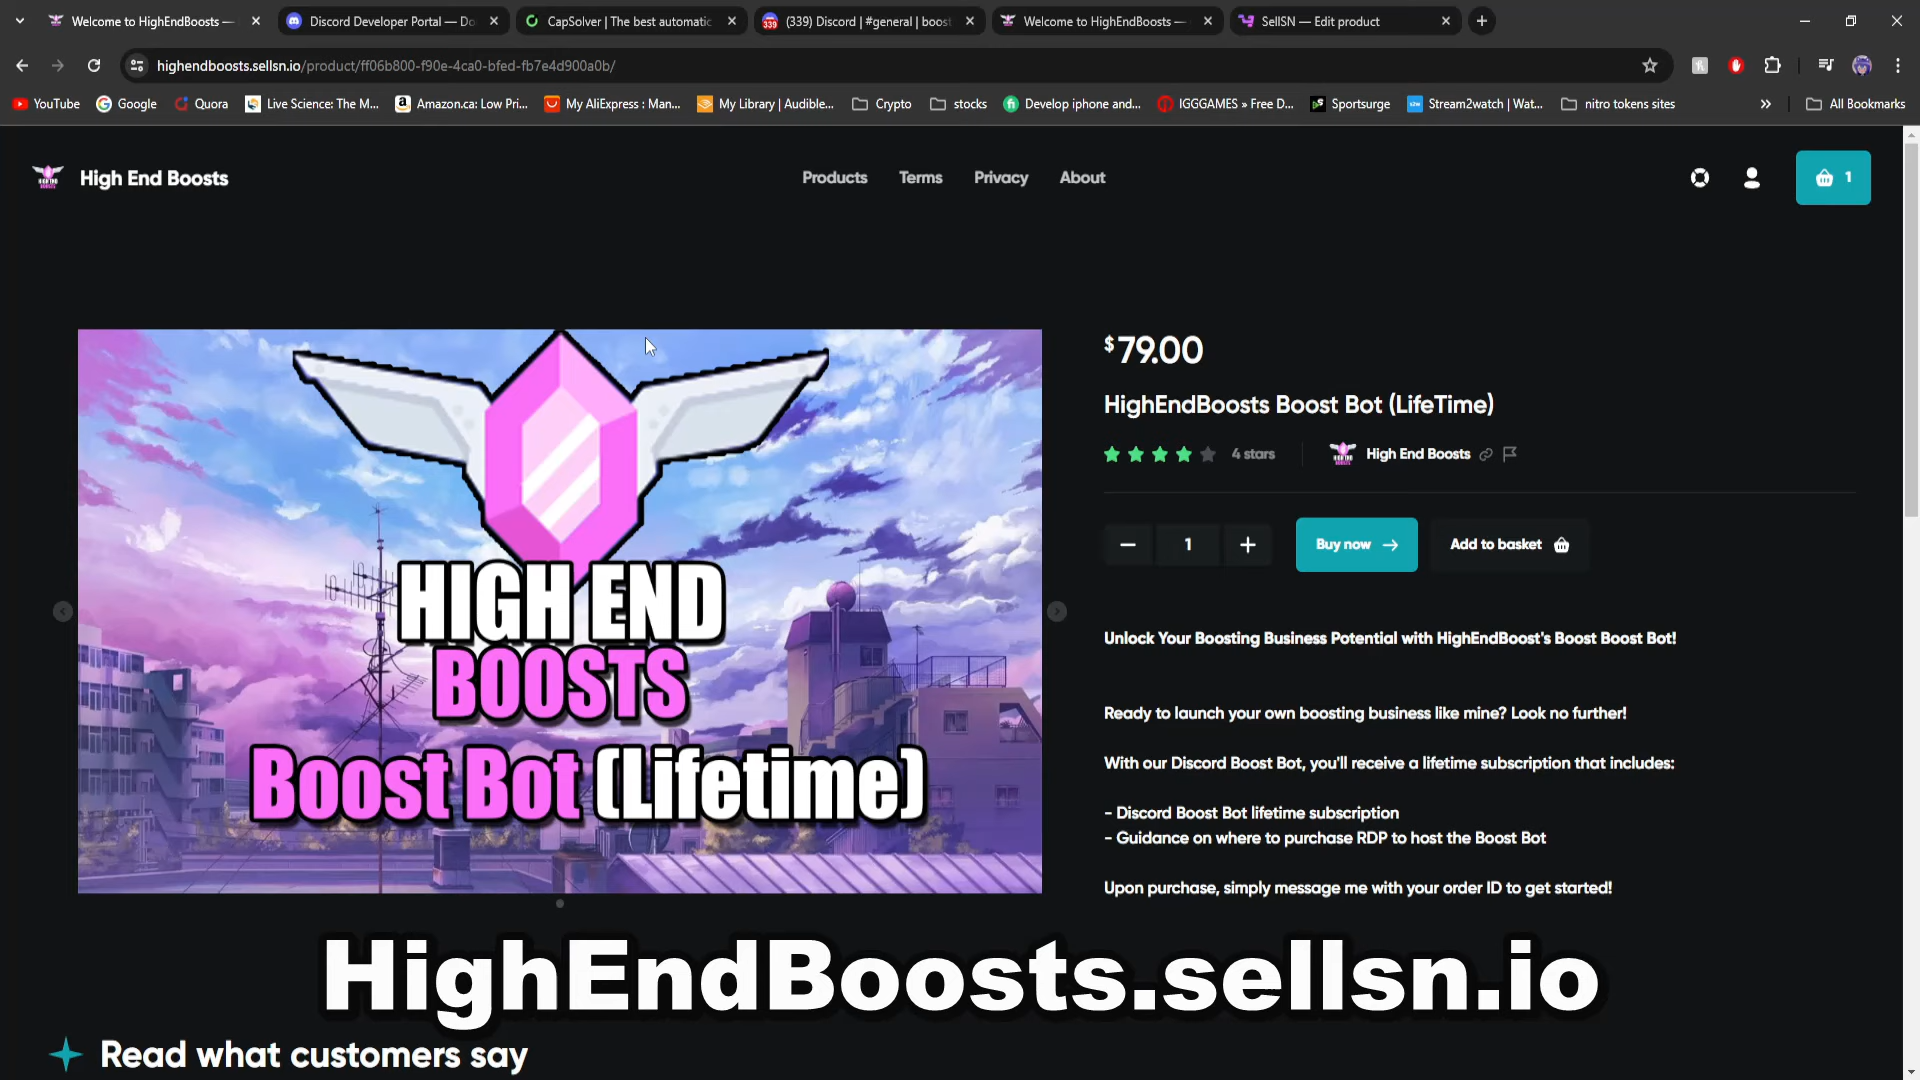 Welcome to HighEndBoosts —
Discord Developer Portal — Do
CapSolver | The best automatic
(339) Discord | #general | boost
Welcome to HighEndBoosts —
SellSN — Edit product
highendboosts.sellsn.io/product/ff06b800-f90e-4ca0-bfed-fb7e4d900a0b/
YouTube
Google
Quora
Live Science: The M...
Amazon.ca: Low Pri...
My AliExpress : Man...
My Library | Audible...
Crypto
stocks
Develop iphone and...
IGGGAMES » Free D...
Sportsurge
Stream2watch | Wat...
nitro tokens sites
All Bookmarks
High End Boosts
Products
Terms
Privacy
About
1
HIGH END
BOOSTS
Boost Bot (Lifetime)
$79.00
HighEndBoosts Boost Bot (LifeTime)
4 stars
High End Boosts
1
Buy now
Add to basket
Unlock Your Boosting Business Potential with HighEndBoost's Boost Boost Bot!
Ready to launch your own boosting business like mine? Look no further!
With our Discord Boost Bot, you'll receive a lifetime subscription that includes:
- Discord Boost Bot lifetime subscription
- Guidance on where to purchase RDP to host the Boost Bot
Upon purchase, simply message me with your order ID to get started!
HighEndBoosts.sellsn.io
Read what customers say